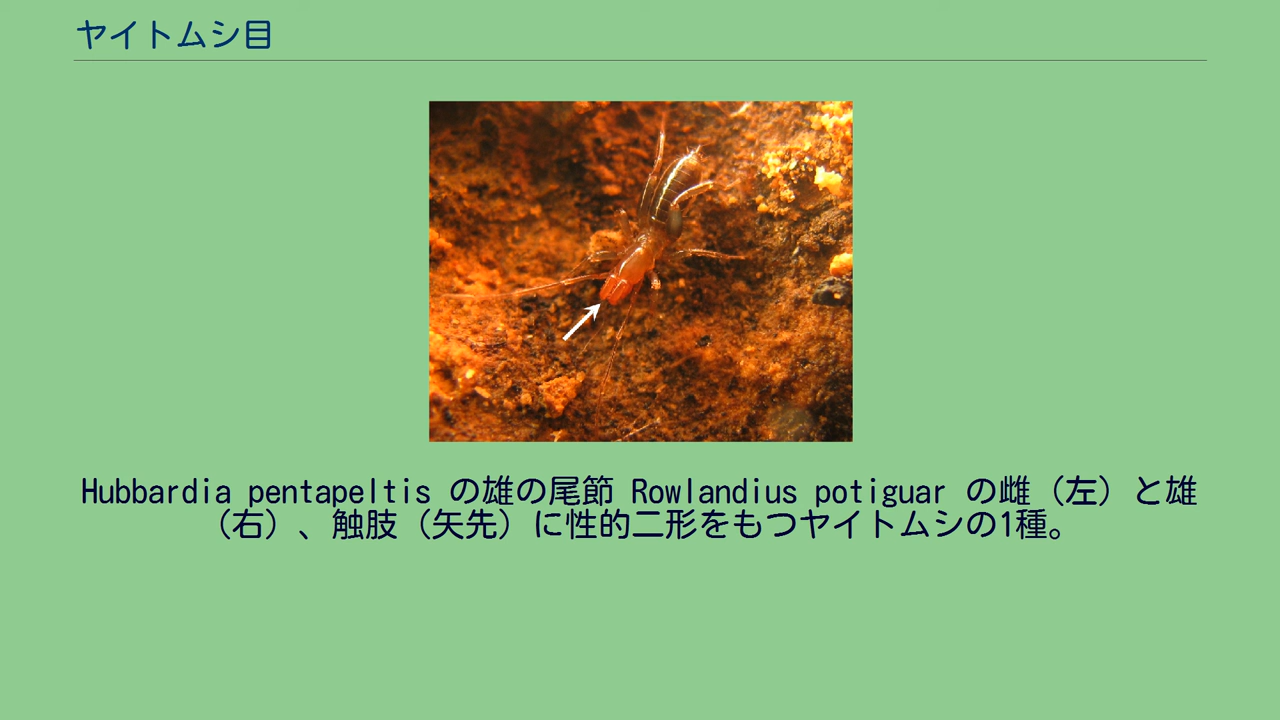 ヤイトムシ目
Hubbardia pentapeltis の雄の尾節 Rowlandius potiguar の雌（左）と雄
（右）、触肢（矢先）に性的二形をもつヤイトムシの1種。